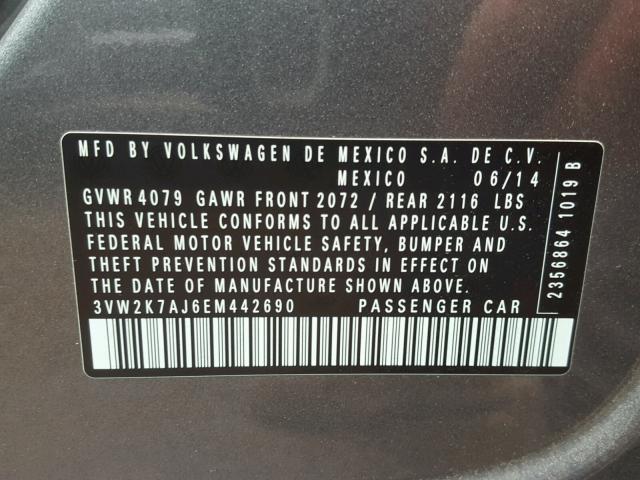 MFD BY VOLKSWAGEN DE MEXICO S.A. DE C.V.
MEXICO 06/14
GVWR 4079 GAWR FRONT 2072 / REAR 2116 LBS
THIS VEHICLE CONFORMS TO ALL APPLICABLE U.S.
FEDERAL MOTOR VEHICLE SAFETY, BUMPER AND
THEFT PREVENTION STANDARDS IN EFFECT ON THE
DATE OF MANUFACTURE SHOWN ABOVE.
3VW2K7AJ6EM442690 PASSENGER CAR
2356864 1019 B